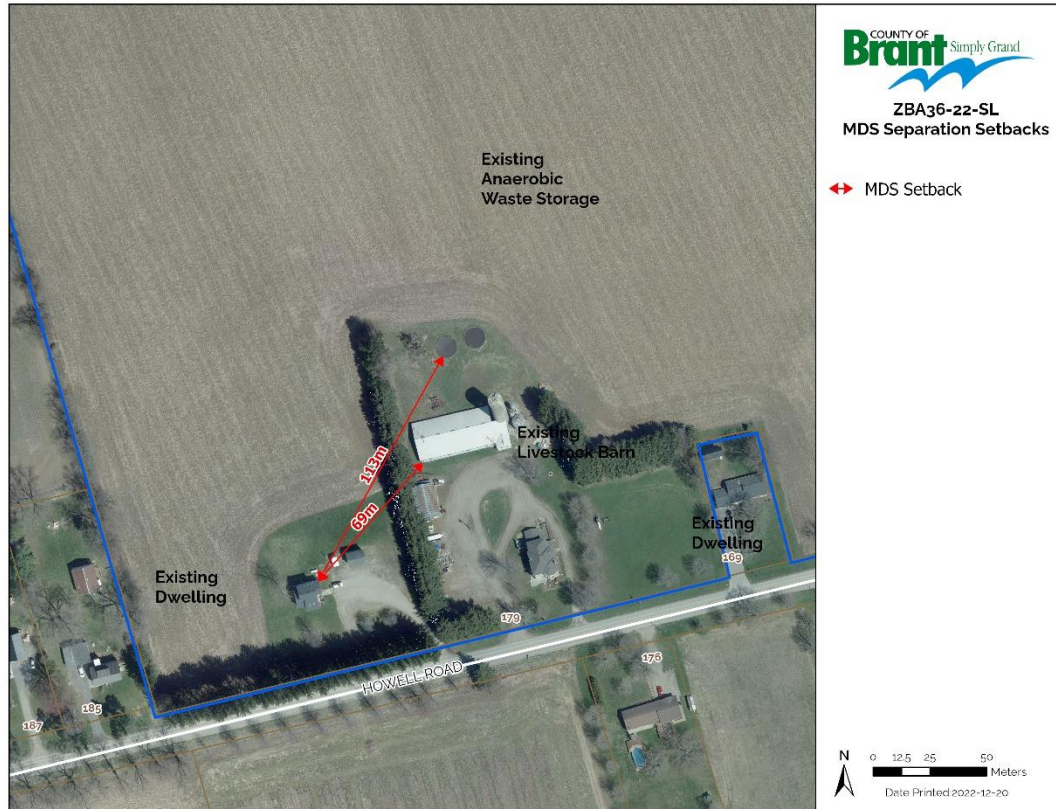 COUNTY OF
Brant Simply Grand
ZBA36-22-SL
MDS Separation Setbacks
MDS Setback
Existing
Anaerobic
Waste Storage
Existing
Livestock Barn
113m
69m
Existing
Dwelling
169
Existing
Dwelling
179
HOWELL ROAD
176
185
187
N
0 12.5 25 50
Meters
Date Printed 2022-12-20